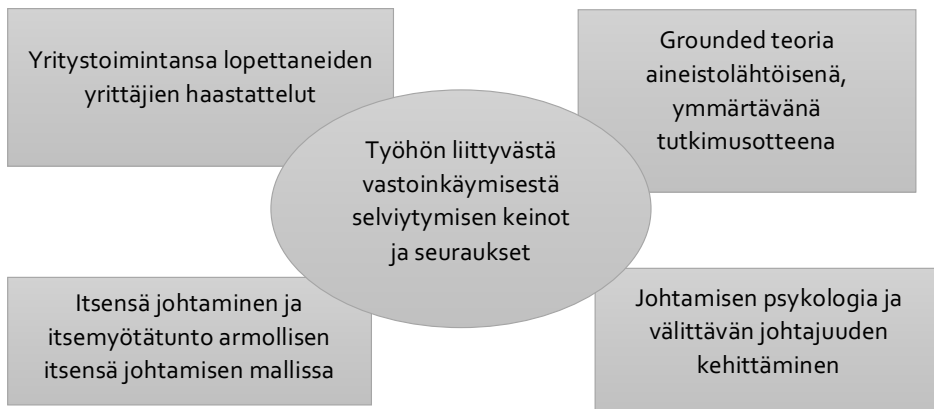 Yritystoimintansa lopettaneiden
yrittäjien haastattelut
Grounded teoria
aineistolähtöisenä,
ymmärtävänä
tutkimusotteena
Työhön liittyvästä
vastoinkäymisestä
selviytymisen keinot
ja seuraukset
Itsensä johtaminen ja
itsemyötätunto armollisen
itsensä johtamisen mallissa
Johtamisen psykologia ja
välittävän johtajuuden
kehittäminen